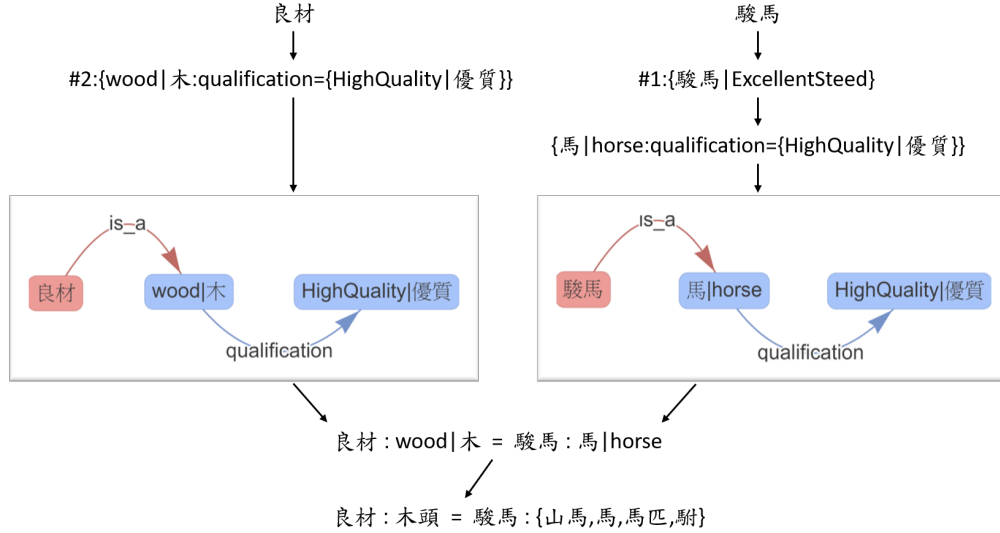 良材
駿馬
#2:{wood|木:qualification={HighQuality|優質}}
#1:{駿馬|ExcellentSteed}
{馬|horse:qualification={HighQuality|優質}}
is_a
良材
wood|木
HighQuality|優質
qualification
is_a
駿馬
馬|horse
HighQuality|優質
qualification
良材 : wood|木 = 駿馬 : 馬|horse
良材 : 木頭 = 駿馬 : {山馬,馬,馬匹,駙}